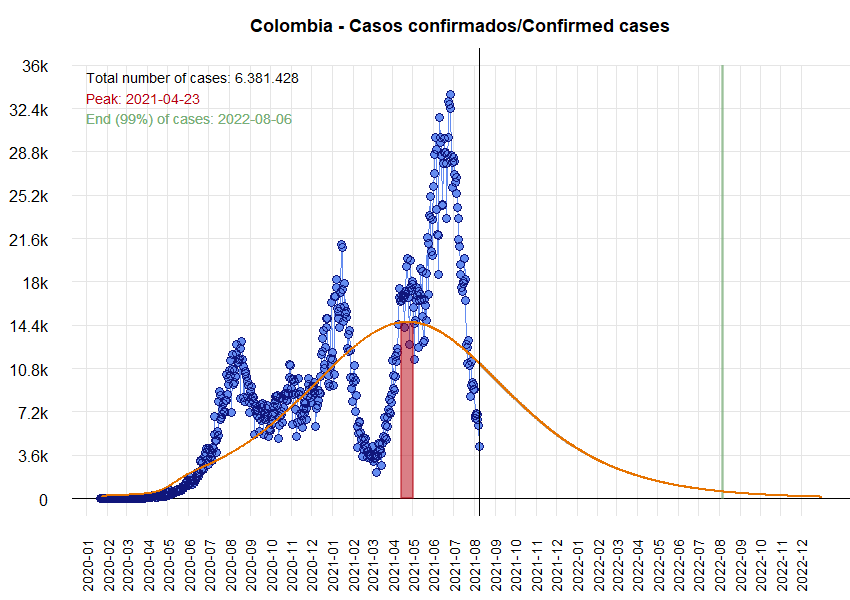 Colombia - Casos confirmados/Confirmed cases
36k
Total number of cases: 6.381.428
Peak: 2021-04-23
End (99%) of cases: 2022-08-06
32.4k
28.8k
25.2k
21.6k
18k
14.4k
10.8k
7.2k
3.6k
0
2020-01
2020-02
2020-03
2020-04
2020-05
2020-06
2020-07
2020-08
2020-09
2020-10
2020-11
2020-12
2021-01
2021-02
2021-03
2021-04
2021-05
2021-06
2021-07
2021-08
2021-09
2021-10
2021-11
2021-12
2022-01
2022-02
2022-03
2022-04
2022-05
2022-06
2022-07
2022-08
2022-09
2022-10
2022-11
2022-12